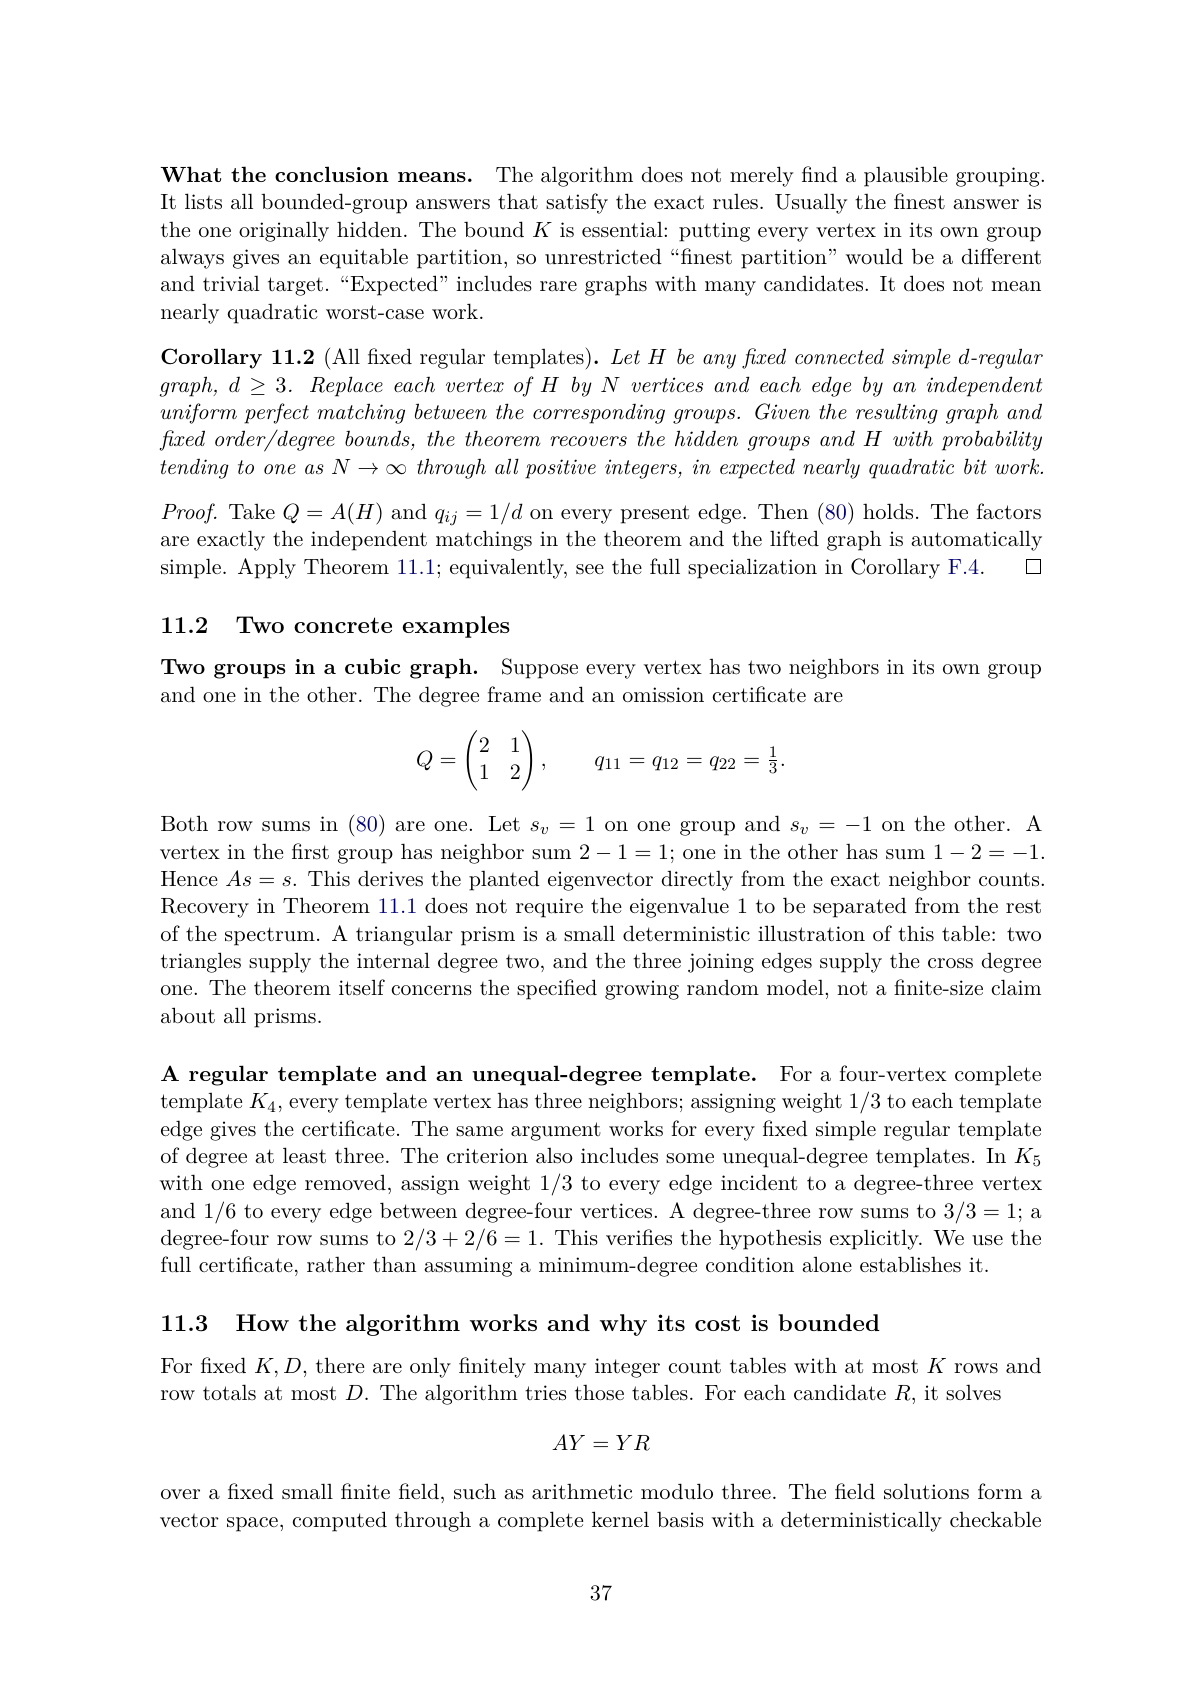 What the conclusion means. The algorithm does not merely find a plausible grouping.
It lists all bounded-group answers that satisfy the exact rules. Usually the finest answer is
the one originally hidden. The bound K is essential: putting every vertex in its own group
always gives an equitable partition, so unrestricted “finest partition” would be a different
and trivial target. “Expected” includes rare graphs with many candidates. It does not mean
nearly quadratic worst-case work.
Corollary 11.2 (All fixed regular templates). Let H be any fixed connected simple d-regular
graph, d ≥ 3. Replace each vertex of H by N vertices and each edge by an independent
uniform perfect matching between the corresponding groups. Given the resulting graph and
fixed order/degree bounds, the theorem recovers the hidden groups and H with probability
tending to one as N → ∞ through all positive integers, in expected nearly quadratic bit work.
Proof. Take Q = A(H) and q_{ij} = 1/d on every present edge. Then (80) holds. The factors
are exactly the independent matchings in the theorem and the lifted graph is automatically
simple. Apply Theorem 11.1; equivalently, see the full specialization in Corollary F.4. □
11.2 Two concrete examples
Two groups in a cubic graph. Suppose every vertex has two neighbors in its own group
and one in the other. The degree frame and an omission certificate are
Q = (2 1; 1 2), q_{11} = q_{12} = q_{22} = 1/3.
Both row sums in (80) are one. Let s_v = 1 on one group and s_v = −1 on the other. A
vertex in the first group has neighbor sum 2 − 1 = 1; one in the other has sum 1 − 2 = −1.
Hence As = s. This derives the planted eigenvector directly from the exact neighbor counts.
Recovery in Theorem 11.1 does not require the eigenvalue 1 to be separated from the rest
of the spectrum. A triangular prism is a small deterministic illustration of this table: two
triangles supply the internal degree two, and the three joining edges supply the cross degree
one. The theorem itself concerns the specified growing random model, not a finite-size claim
about all prisms.
A regular template and an unequal-degree template. For a four-vertex complete
template K_4, every template vertex has three neighbors; assigning weight 1/3 to each template
edge gives the certificate. The same argument works for every fixed simple regular template
of degree at least three. The criterion also includes some unequal-degree templates. In K_5
with one edge removed, assign weight 1/3 to every edge incident to a degree-three vertex
and 1/6 to every edge between degree-four vertices. A degree-three row sums to 3/3 = 1; a
degree-four row sums to 2/3 + 2/6 = 1. This verifies the hypothesis explicitly. We use the
full certificate, rather than assuming a minimum-degree condition alone establishes it.
11.3 How the algorithm works and why its cost is bounded
For fixed K, D, there are only finitely many integer count tables with at most K rows and
row totals at most D. The algorithm tries those tables. For each candidate R, it solves
AY = YR
over a fixed small finite field, such as arithmetic modulo three. The field solutions form a
vector space, computed through a complete kernel basis with a deterministically checkable
37